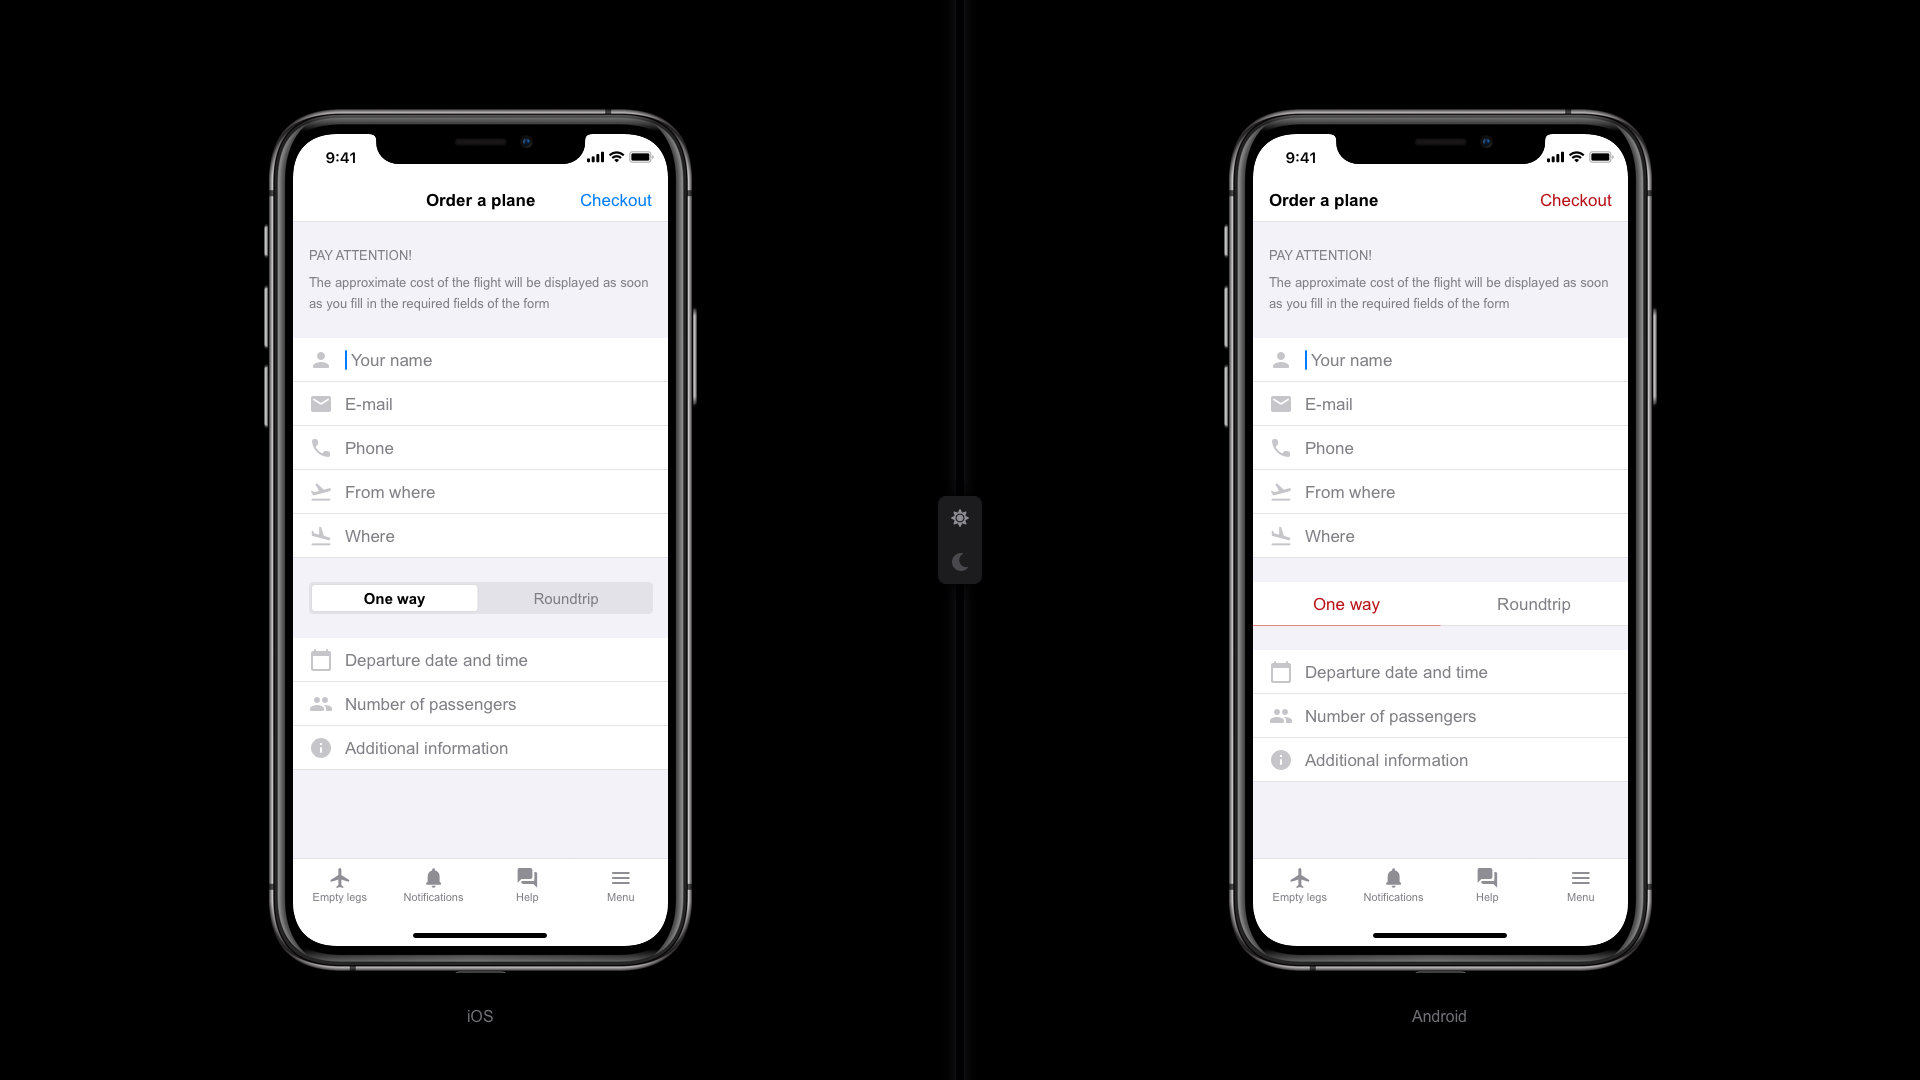 9:41
Order a plane
Checkout
PAY ATTENTION!
The approximate cost of the flight will be displayed as soon
as you fill in the required fields of the form
Your name
E-mail
Phone
From where
Where
One way
Roundtrip
Departure date and time
Number of passengers
Additional information
Empty legs
Notifications
Help
Menu
iOS
9:41
Order a plane
Checkout
PAY ATTENTION!
The approximate cost of the flight will be displayed as soon
as you fill in the required fields of the form
Your name
E-mail
Phone
From where
Where
One way
Roundtrip
Departure date and time
Number of passengers
Additional information
Empty legs
Notifications
Help
Menu
Android